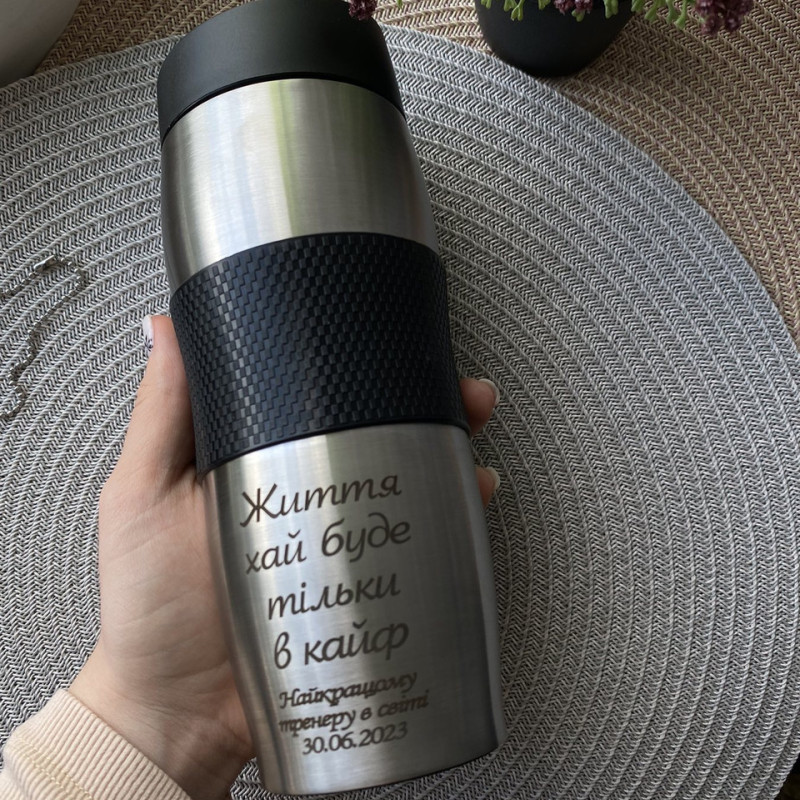 Життя
хай буде
тільки
в кайф
Найкращому
тренеру в світі
30.06.2023